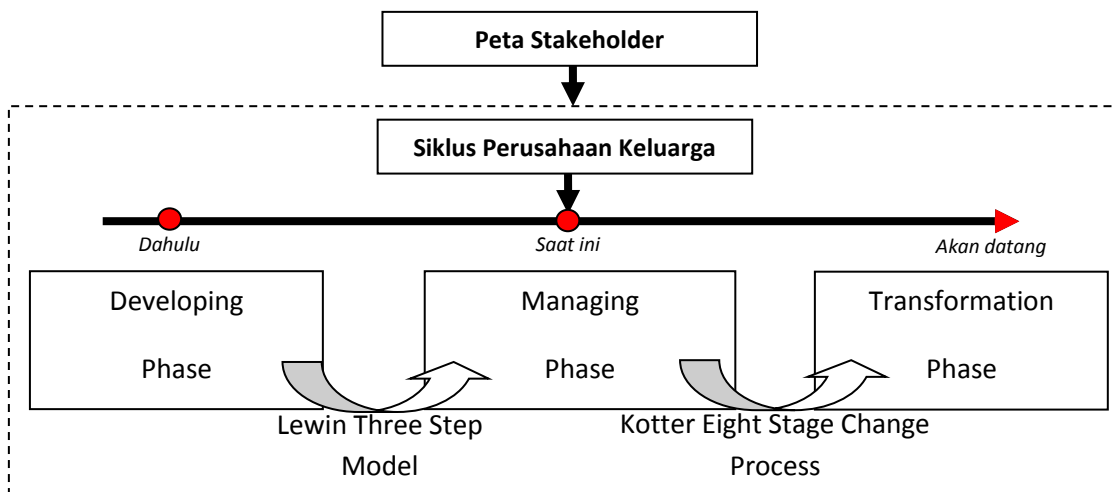 Peta Stakeholder
Siklus Perusahaan Keluarga
Dahulu
Saat ini
Akan datang
Developing
Phase
Managing
Phase
Transformation
Phase
Lewin Three Step
Model
Kotter Eight Stage Change
Process